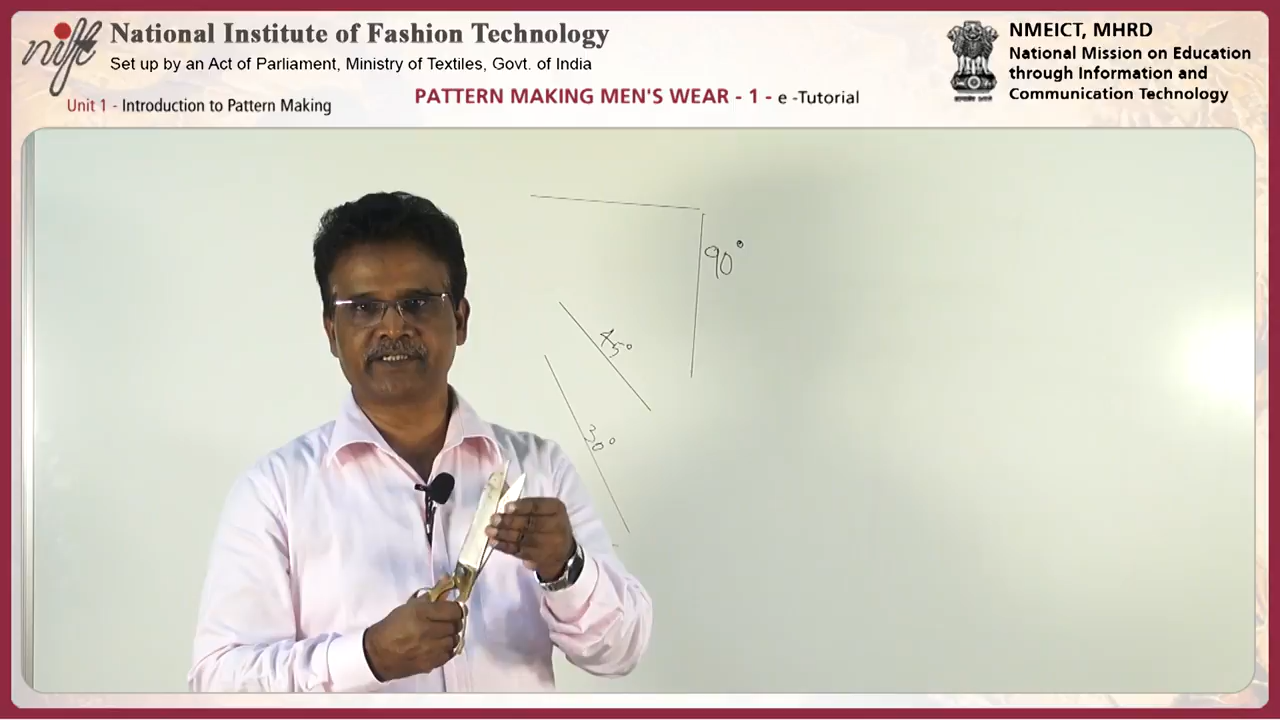 nift
National Institute of Fashion Technology
Set up by an Act of Parliament, Ministry of Textiles, Govt. of India
Unit 1 - Introduction to Pattern Making
PATTERN MAKING MEN'S WEAR - 1 - e -Tutorial
NMEICT, MHRD
National Mission on Education
through Information and
Communication Technology
90°
45°
30°